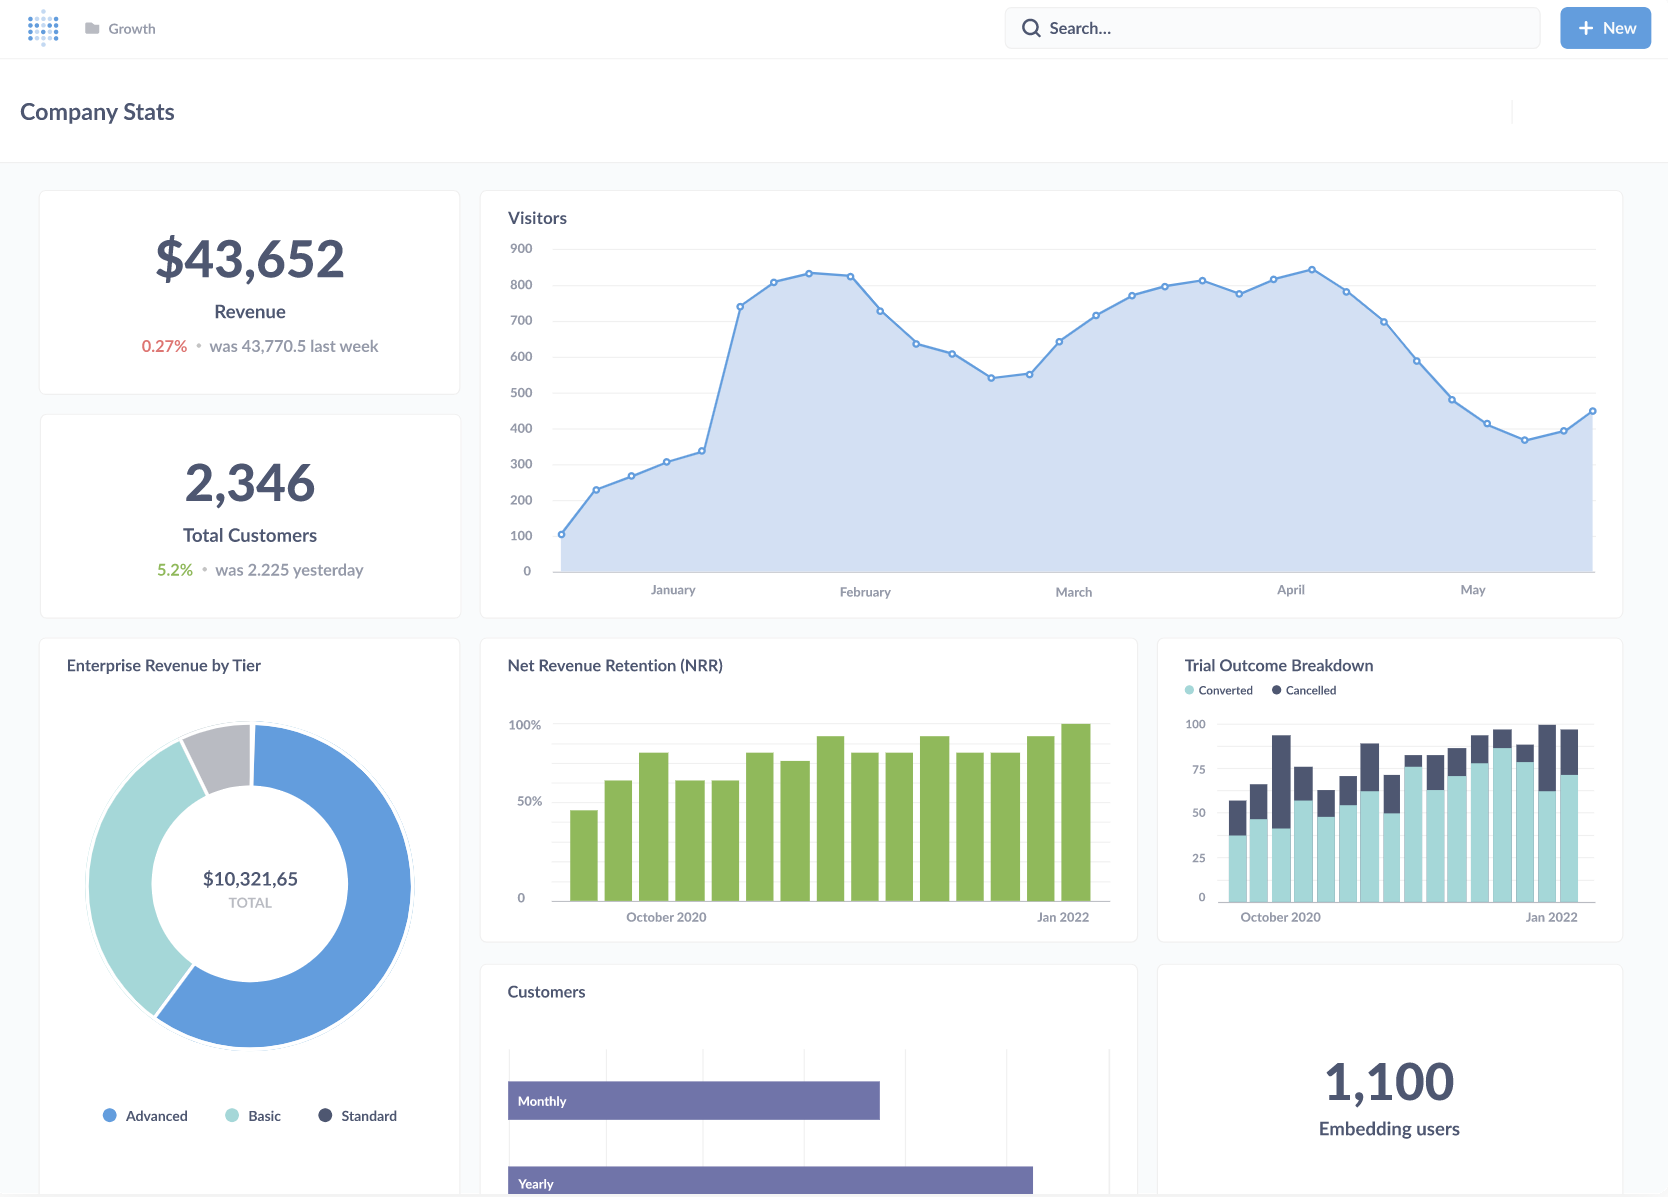 Growth
Search...
+ New
Company Stats
$43,652
Revenue
0.27% • was 43,770.5 last week
2,346
Total Customers
5.2% • was 2.225 yesterday
Visitors
900
800
700
600
500
400
300
200
100
0
January February March April May
Enterprise Revenue by Tier
$10,321,65
TOTAL
Advanced Basic Standard
Net Revenue Retention (NRR)
100%
50%
0
October 2020 Jan 2022
Trial Outcome Breakdown
Converted Cancelled
100
75
50
25
0
October 2020 Jan 2022
Customers
Monthly
Yearly
1,100
Embedding users